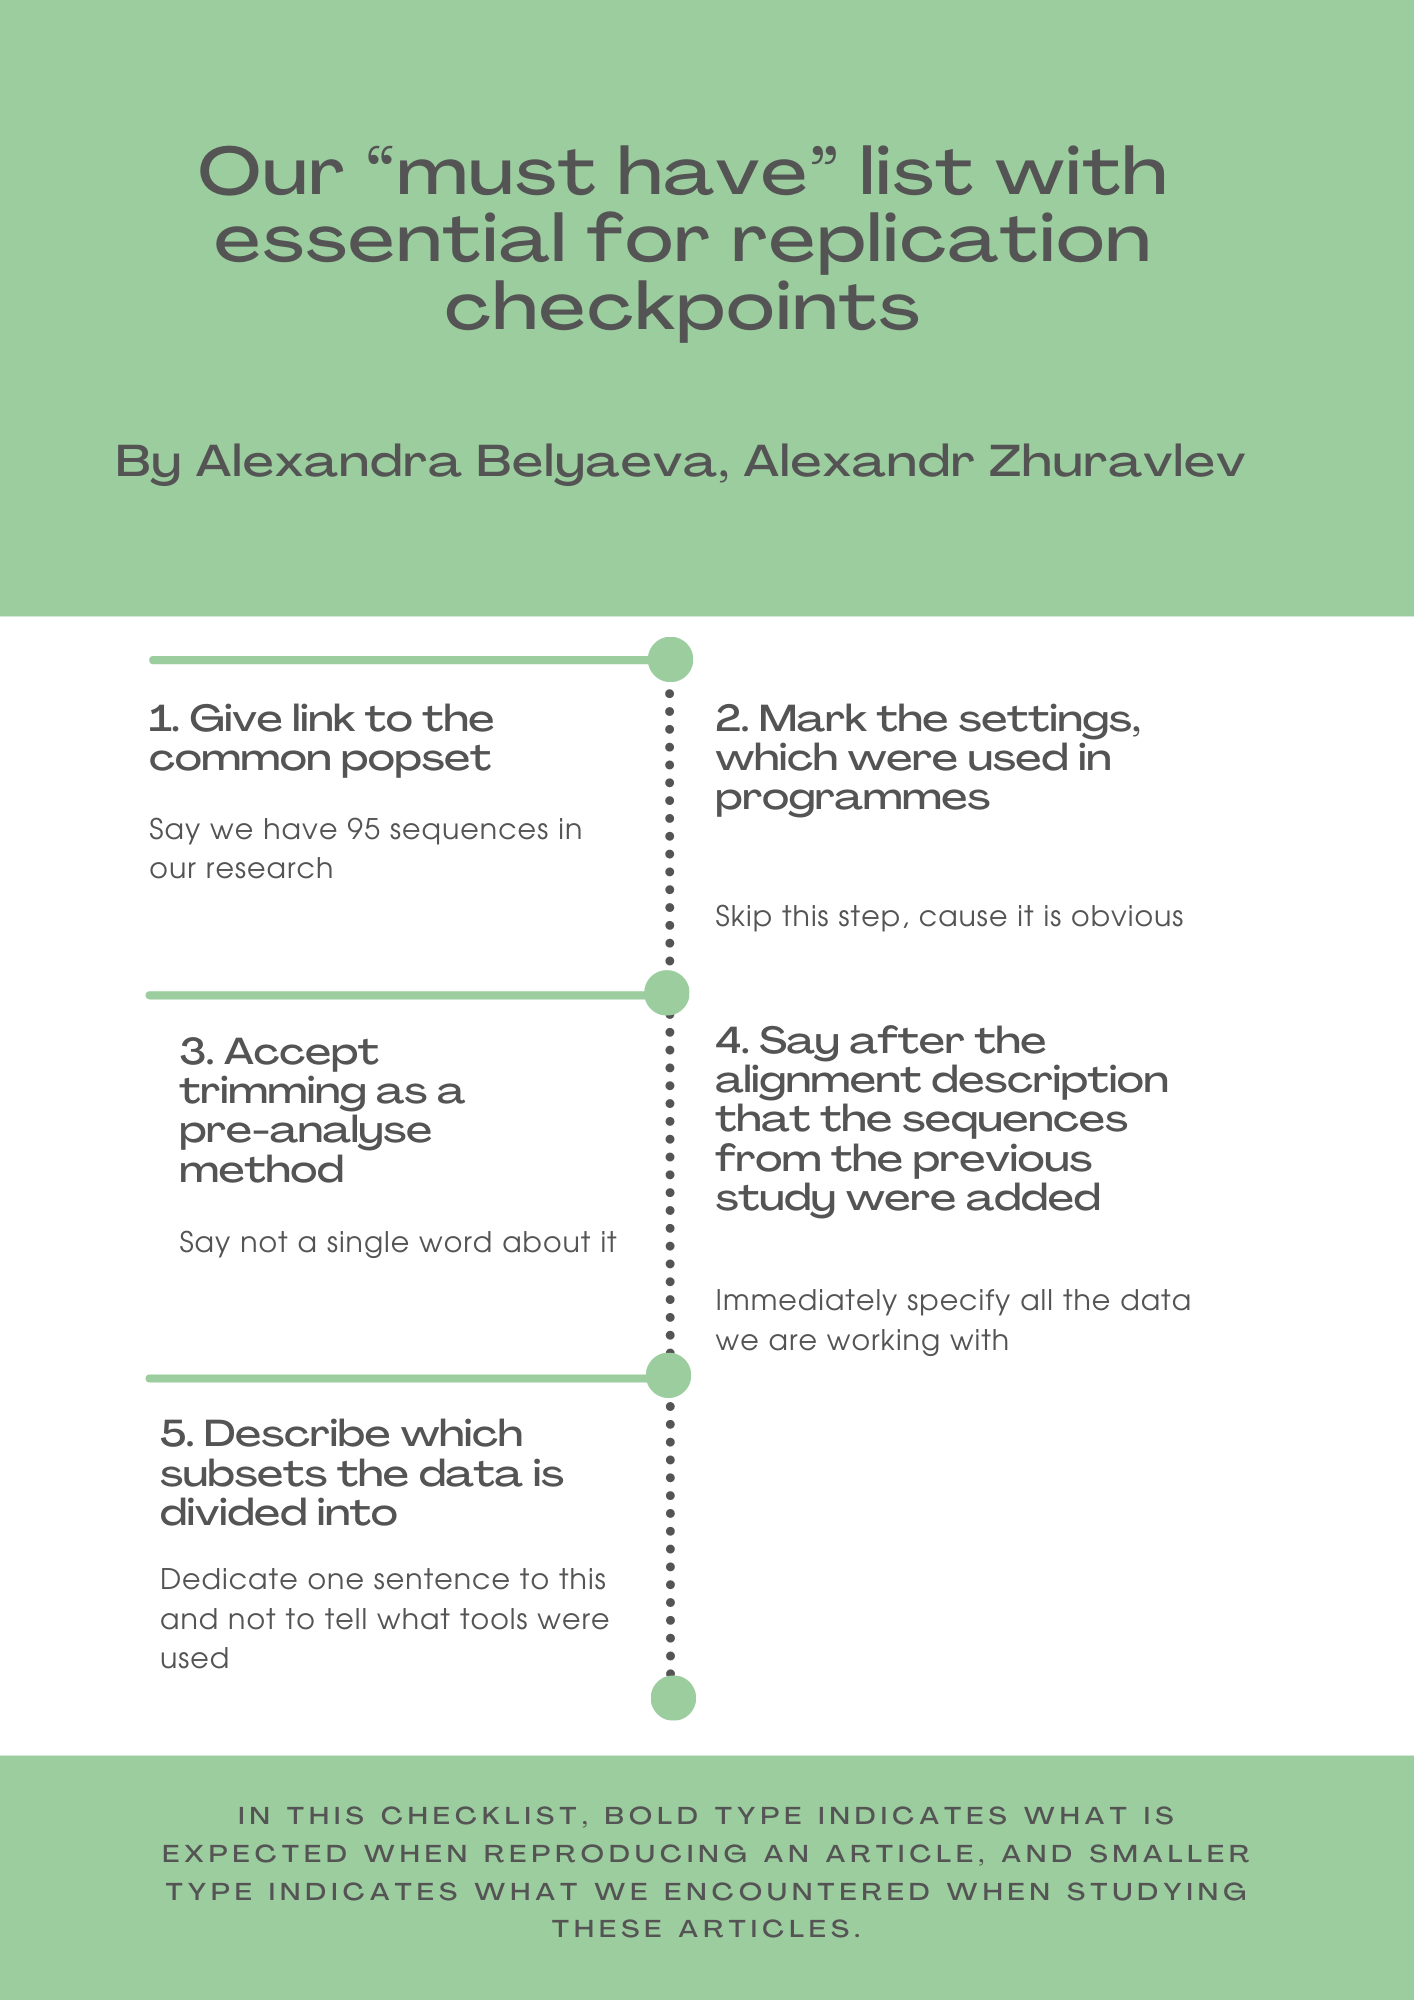 Our “must have” list with
essential for replication
checkpoints
By Alexandra Belyaeva, Alexandr Zhuravlev
1. Give link to the
common popset
Say we have 95 sequences in
our research
2. Mark the settings,
which were used in
programmes
Skip this step, cause it is obvious
3. Accept
trimming as a
pre-analyse
method
Say not a single word about it
4. Say after the
alignment description
that the sequences
from the previous
study were added
Immediately specify all the data
we are working with
5. Describe which
subsets the data is
divided into
Dedicate one sentence to this
and not to tell what tools were
used
IN THIS CHECKLIST, BOLD TYPE INDICATES WHAT IS
EXPECTED WHEN REPRODUCING AN ARTICLE, AND SMALLER
TYPE INDICATES WHAT WE ENCOUNTERED WHEN STUDYING
THESE ARTICLES.